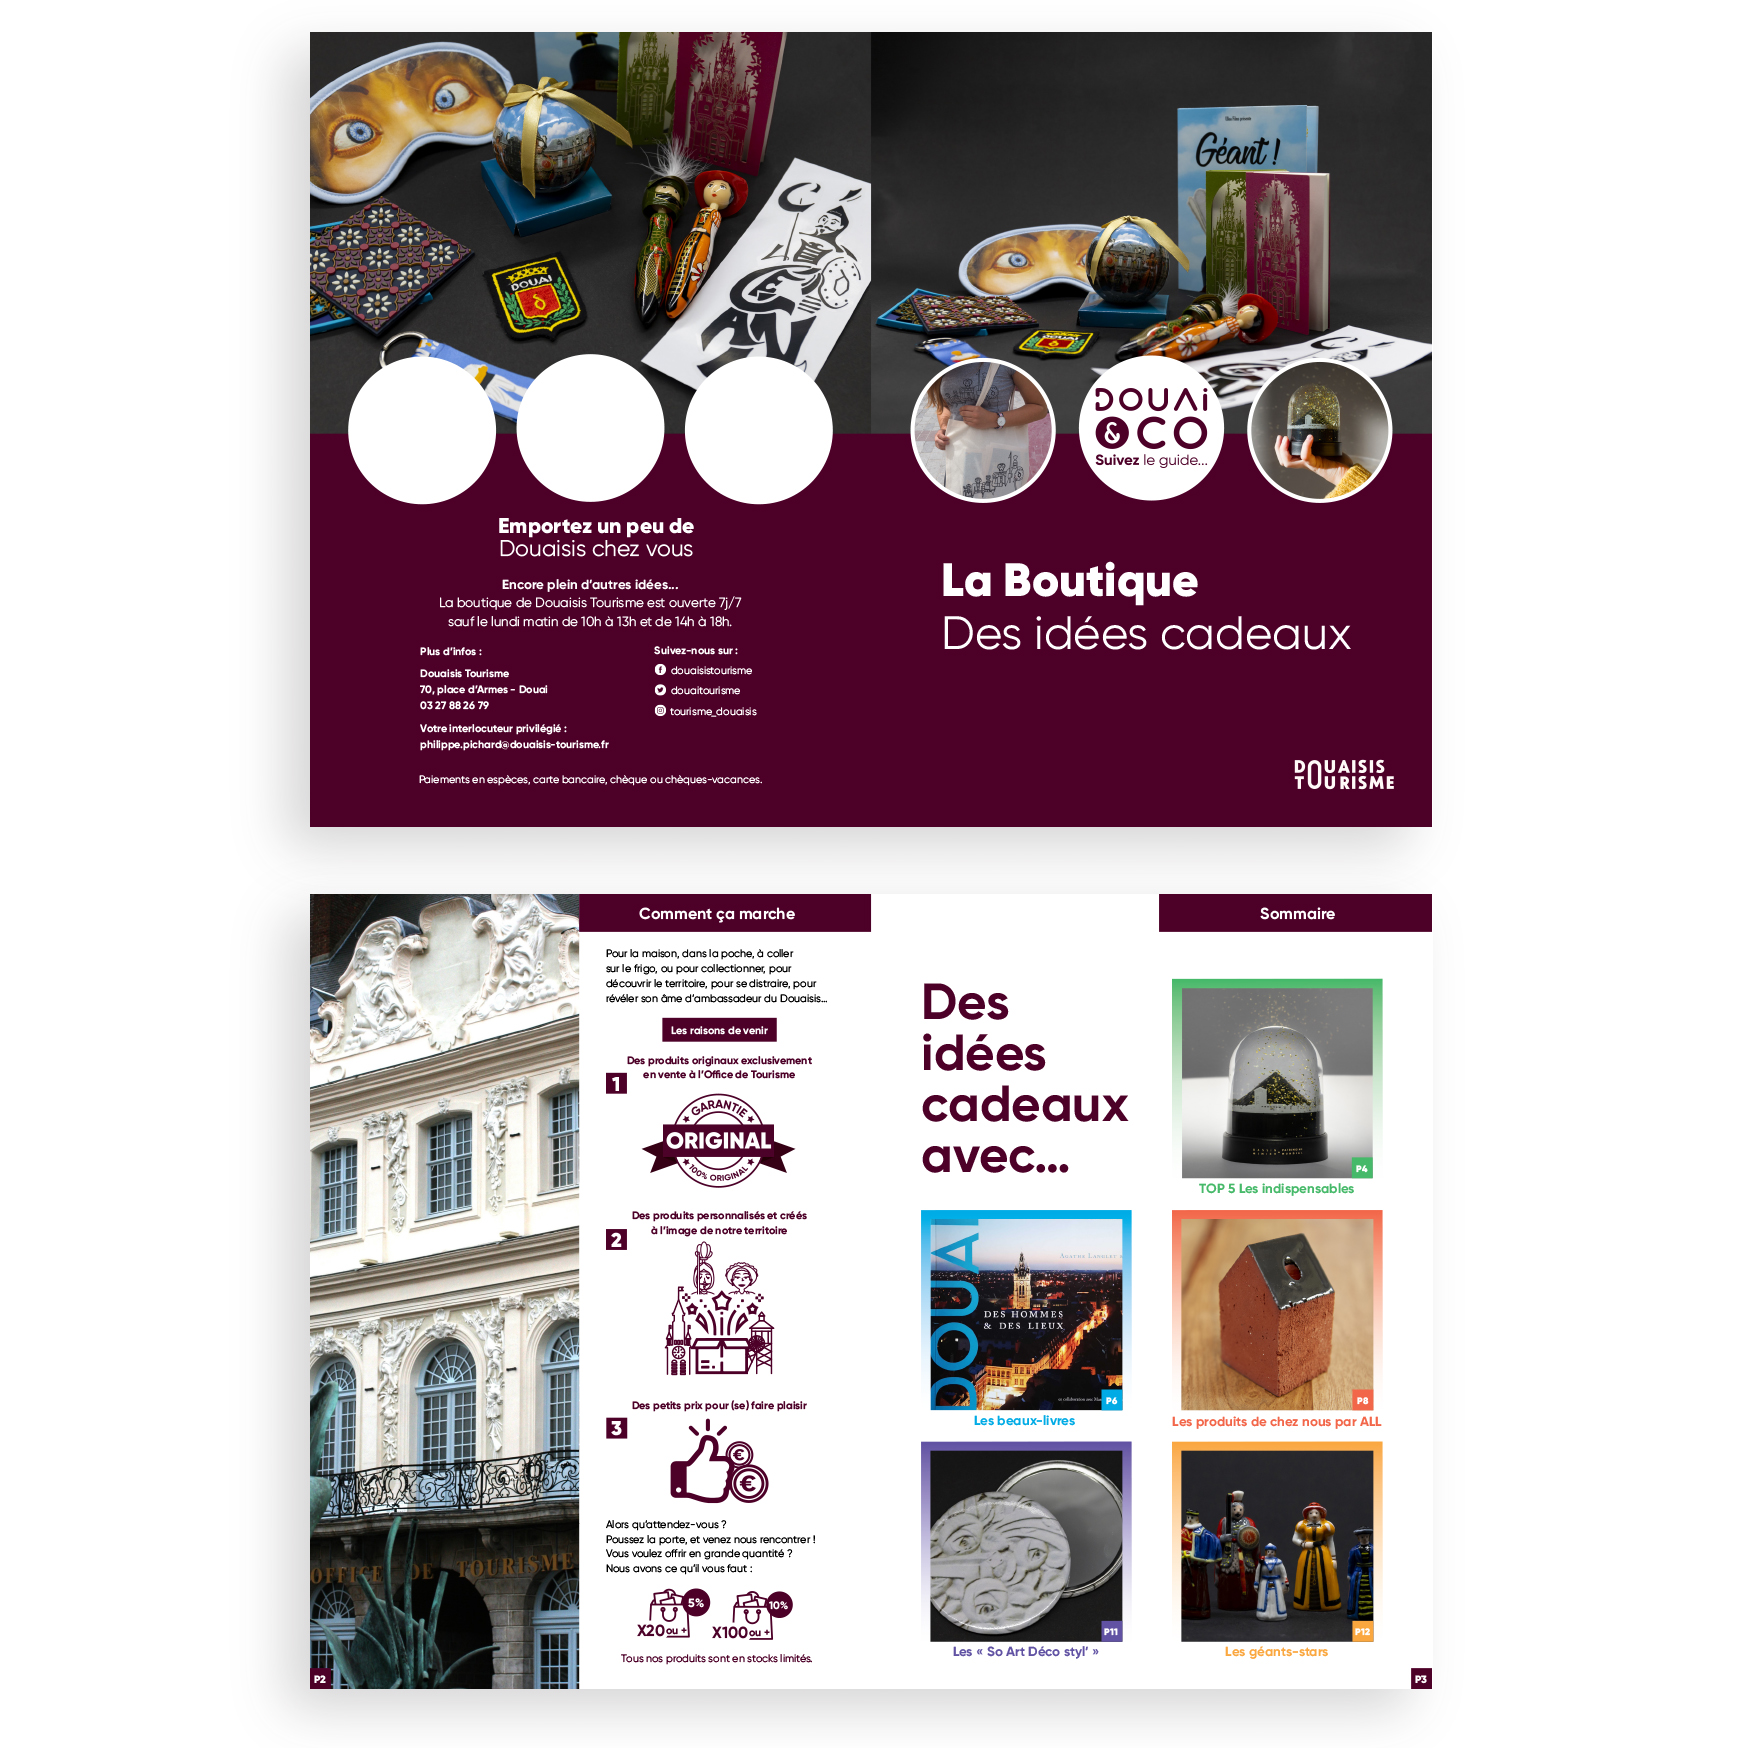 DOUAI
Géant !
DOUAi
& CO
Suivez le guide...
Emportez un peu de
Douaisis chez vous
Encore plein d'autres idées...
La boutique de Douaisis Tourisme est ouverte 7j/7
sauf le lundi matin de 10h à 13h et de 14h à 18h.
Plus d'infos :
Douaisis Tourisme
70, place d'Armes - Douai
03 27 88 26 79
Votre interlocuteur privilégié :
philippe.pichard@douaisis-tourisme.fr
Suivez-nous sur :
douaisistourisme
douaitourisme
tourisme_douaisis
Paiements en espèces, carte bancaire, chèque ou chèques-vacances.
La Boutique
Des idées cadeaux
DOUAISIS
TOURISME
OFFICE DE TOURISME
P2
Comment ça marche
Pour la maison, dans la poche, à coller
sur le frigo, ou pour collectionner, pour
découvrir le territoire, pour se distraire, pour
révéler son âme d'ambassadeur du Douaisis...
Les raisons de venir
1
Des produits originaux exclusivement
en vente à l'Office de Tourisme
GARANTIE
ORIGINAL
100% ORIGINAL
2
Des produits personnalisés et créés
à l'image de notre territoire
3
Des petits prix pour (se) faire plaisir
Alors qu'attendez-vous ?
Poussez la porte, et venez nous rencontrer !
Vous voulez offrir en grande quantité ?
Nous avons ce qu'il vous faut :
5%
X20 ou +
10%
X100 ou +
Tous nos produits sont en stocks limités.
Sommaire
Des
idées
cadeaux
avec...
P4
TOP 5 Les indispensables
DOUAI
AGATHE LANGLET
DES HOMMES
& DES LIEUX
P6
Les beaux-livres
P8
Les produits de chez nous par ALL
P11
Les « So Art Déco styl' »
P12
Les géants-stars
P3